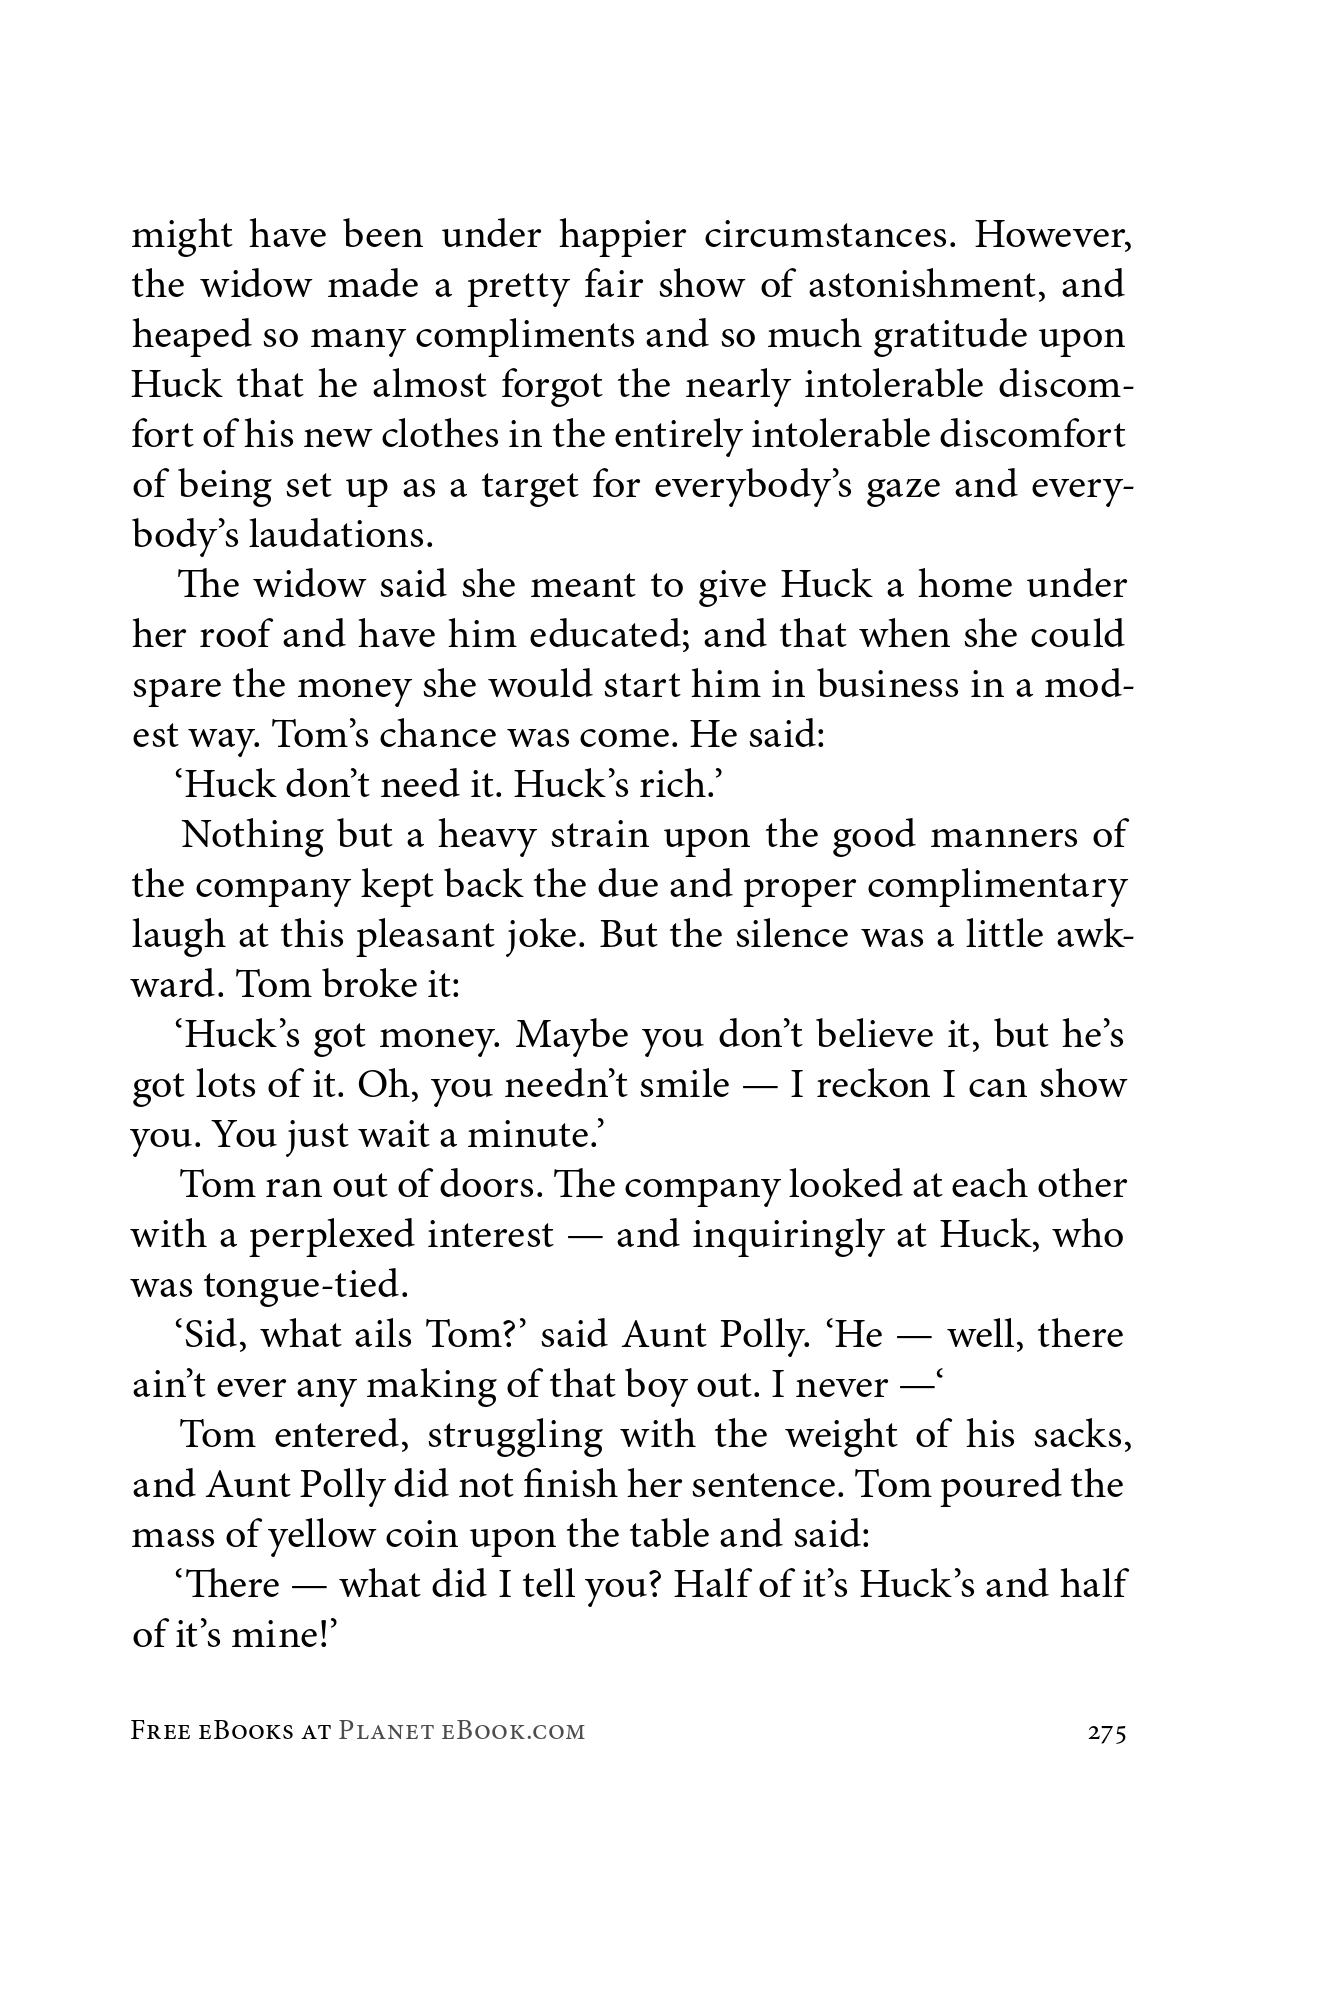 might have been under happier circumstances. However,
the widow made a pretty fair show of astonishment, and
heaped so many compliments and so much gratitude upon
Huck that he almost forgot the nearly intolerable discom-
fort of his new clothes in the entirely intolerable discomfort
of being set up as a target for everybody’s gaze and every-
body’s laudations.
The widow said she meant to give Huck a home under
her roof and have him educated; and that when she could
spare the money she would start him in business in a mod-
est way. Tom’s chance was come. He said:
‘Huck don’t need it. Huck’s rich.’
Nothing but a heavy strain upon the good manners of
the company kept back the due and proper complimentary
laugh at this pleasant joke. But the silence was a little awk-
ward. Tom broke it:
‘Huck’s got money. Maybe you don’t believe it, but he’s
got lots of it. Oh, you needn’t smile — I reckon I can show
you. You just wait a minute.’
Tom ran out of doors. The company looked at each other
with a perplexed interest — and inquiringly at Huck, who
was tongue-tied.
‘Sid, what ails Tom?’ said Aunt Polly. ‘He — well, there
ain’t ever any making of that boy out. I never —‘
Tom entered, struggling with the weight of his sacks,
and Aunt Polly did not finish her sentence. Tom poured the
mass of yellow coin upon the table and said:
‘There — what did I tell you? Half of it’s Huck’s and half
of it’s mine!’
Free eBooks at Planet eBook.com 275